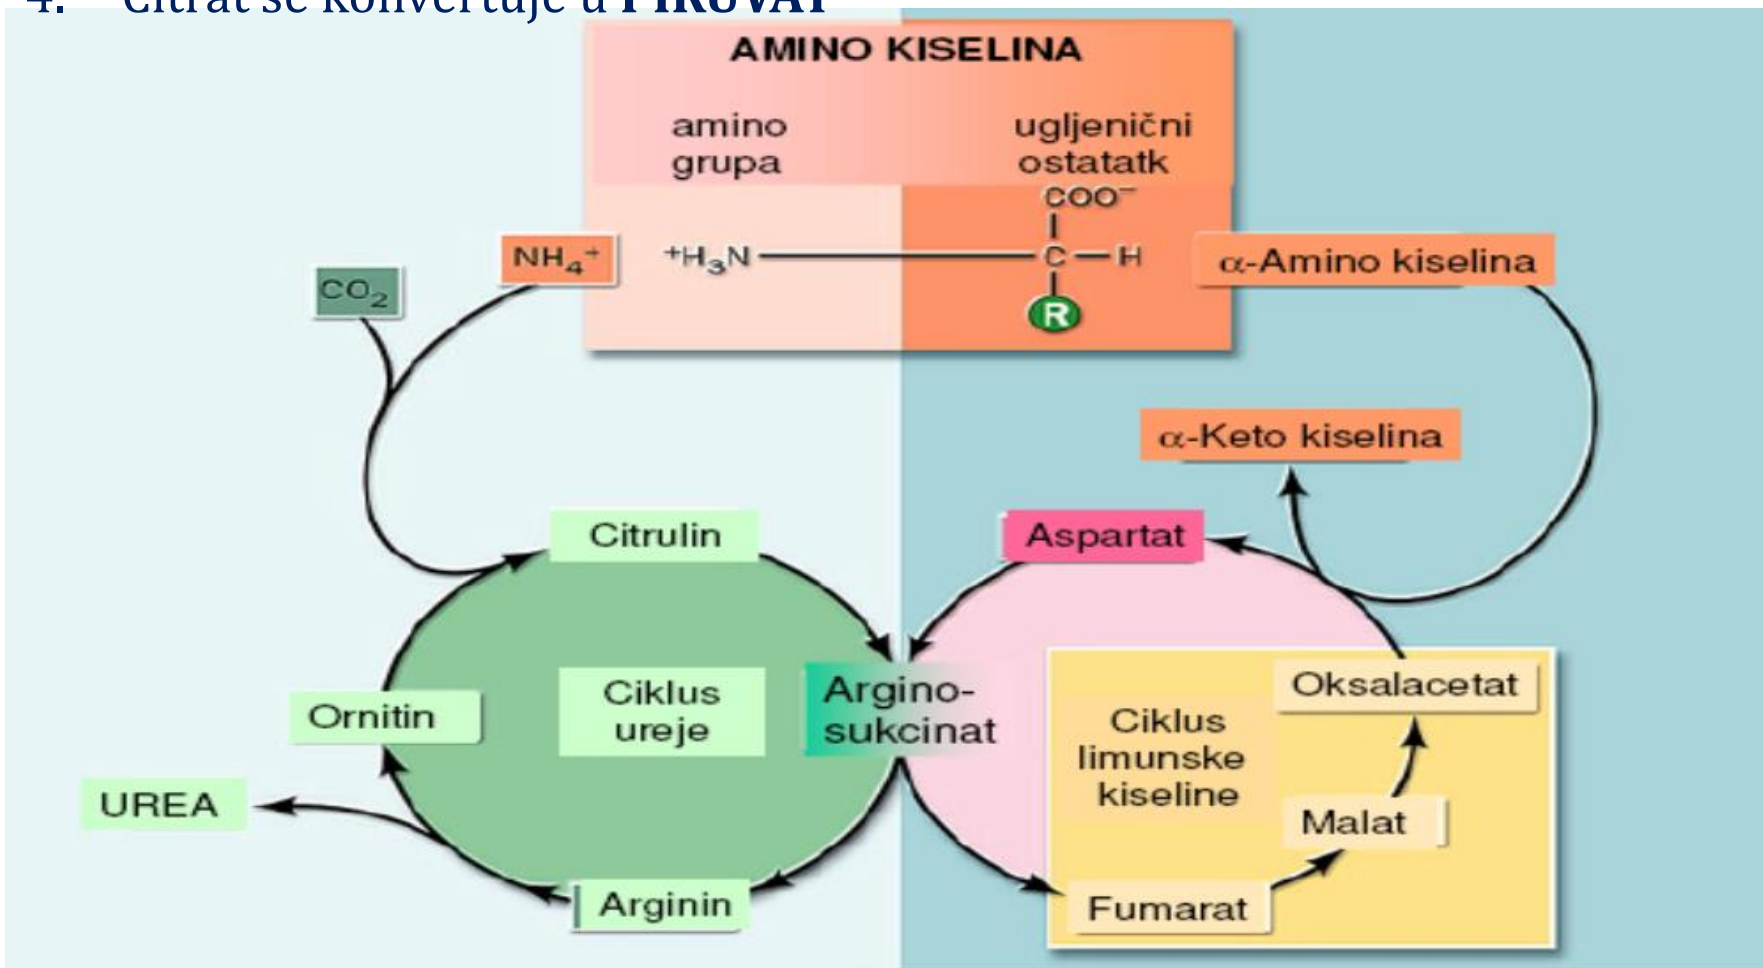 4. Citrat se konvertuje u PIRUVAT
AMINO KISELINA
amino
grupa
ugljenični
ostatatk
COO⁻
NH₄⁺
⁺H₃N
C
H
α-Amino kiselina
CO₂
R
α-Keto kiselina
Citrulin
Aspartat
Ciklus
ureje
Argino-
sukcinat
Ornitin
Oksalacetat
Ciklus
limunske
kiseline
UREA
Malat
Arginin
Fumarat